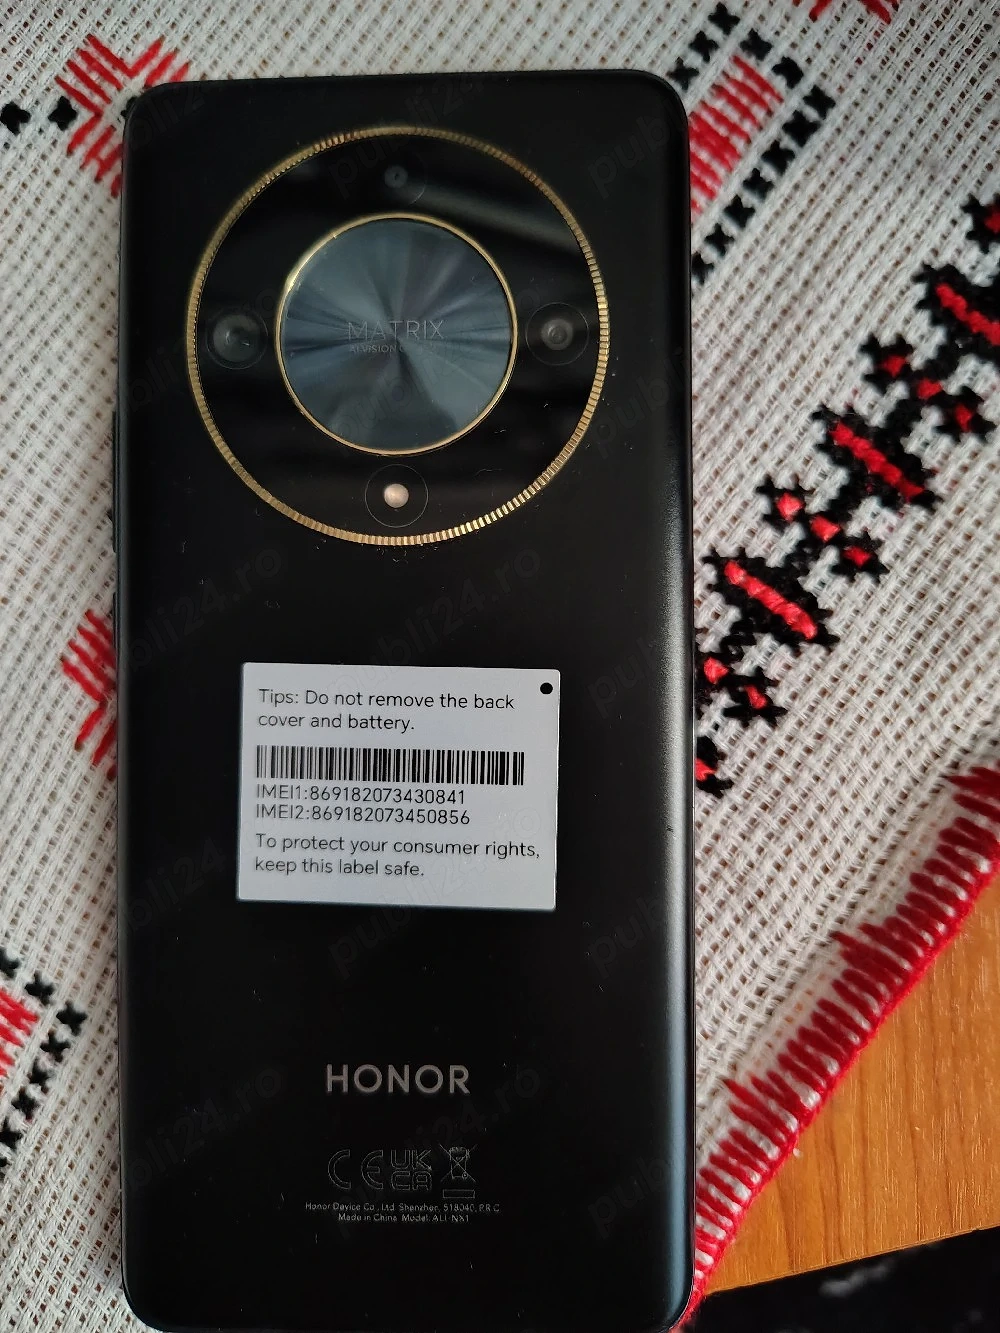 MATRIX
Tips: Do not remove the back
cover and battery.
IMEI1:869182073430841
IMEI2:869182073450856
To protect your consumer rights,
keep this label safe.
HONOR
CE UK
CA
Honor Device Co., Ltd. Shenzhen, 518040, P.R.C
Made in China Model: ALI-NX1
publi24.ro